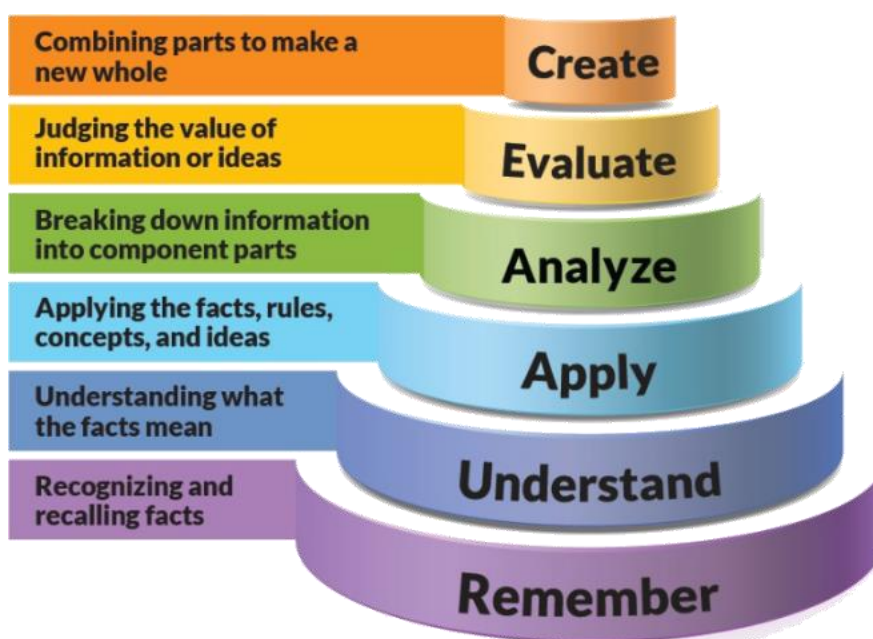 Combining parts to make a
new whole
Create
Judging the value of
information or ideas
Evaluate
Breaking down information
into component parts
Analyze
Applying the facts, rules,
concepts, and ideas
Apply
Understanding what
the facts mean
Understand
Recognizing and
recalling facts
Remember